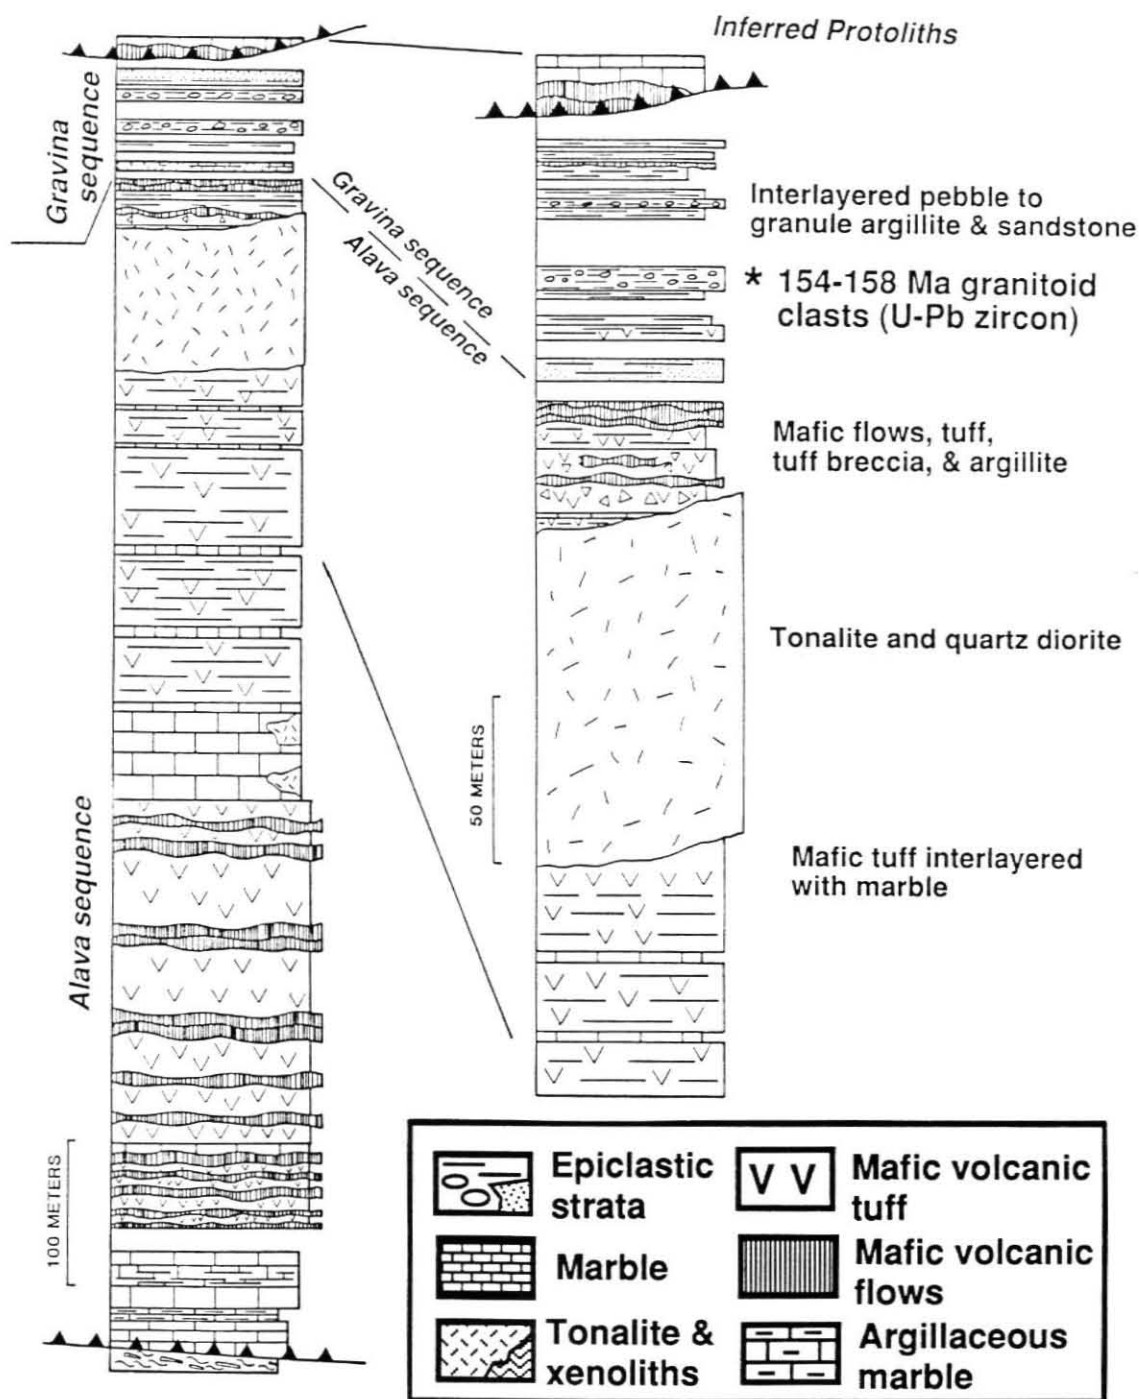 Inferred Protoliths
Gravina
sequence
Gravina sequence
Alava sequence
Interlayered pebble to
granule argillite & sandstone
* 154-158 Ma granitoid
clasts (U-Pb zircon)
Mafic flows, tuff,
tuff breccia, & argillite
Tonalite and quartz diorite
50 METERS
Mafic tuff interlayered
with marble
Alava sequence
100 METERS
Epiclastic
strata
Marble
Tonalite &
xenoliths
Mafic volcanic
tuff
Mafic volcanic
flows
Argillaceous
marble